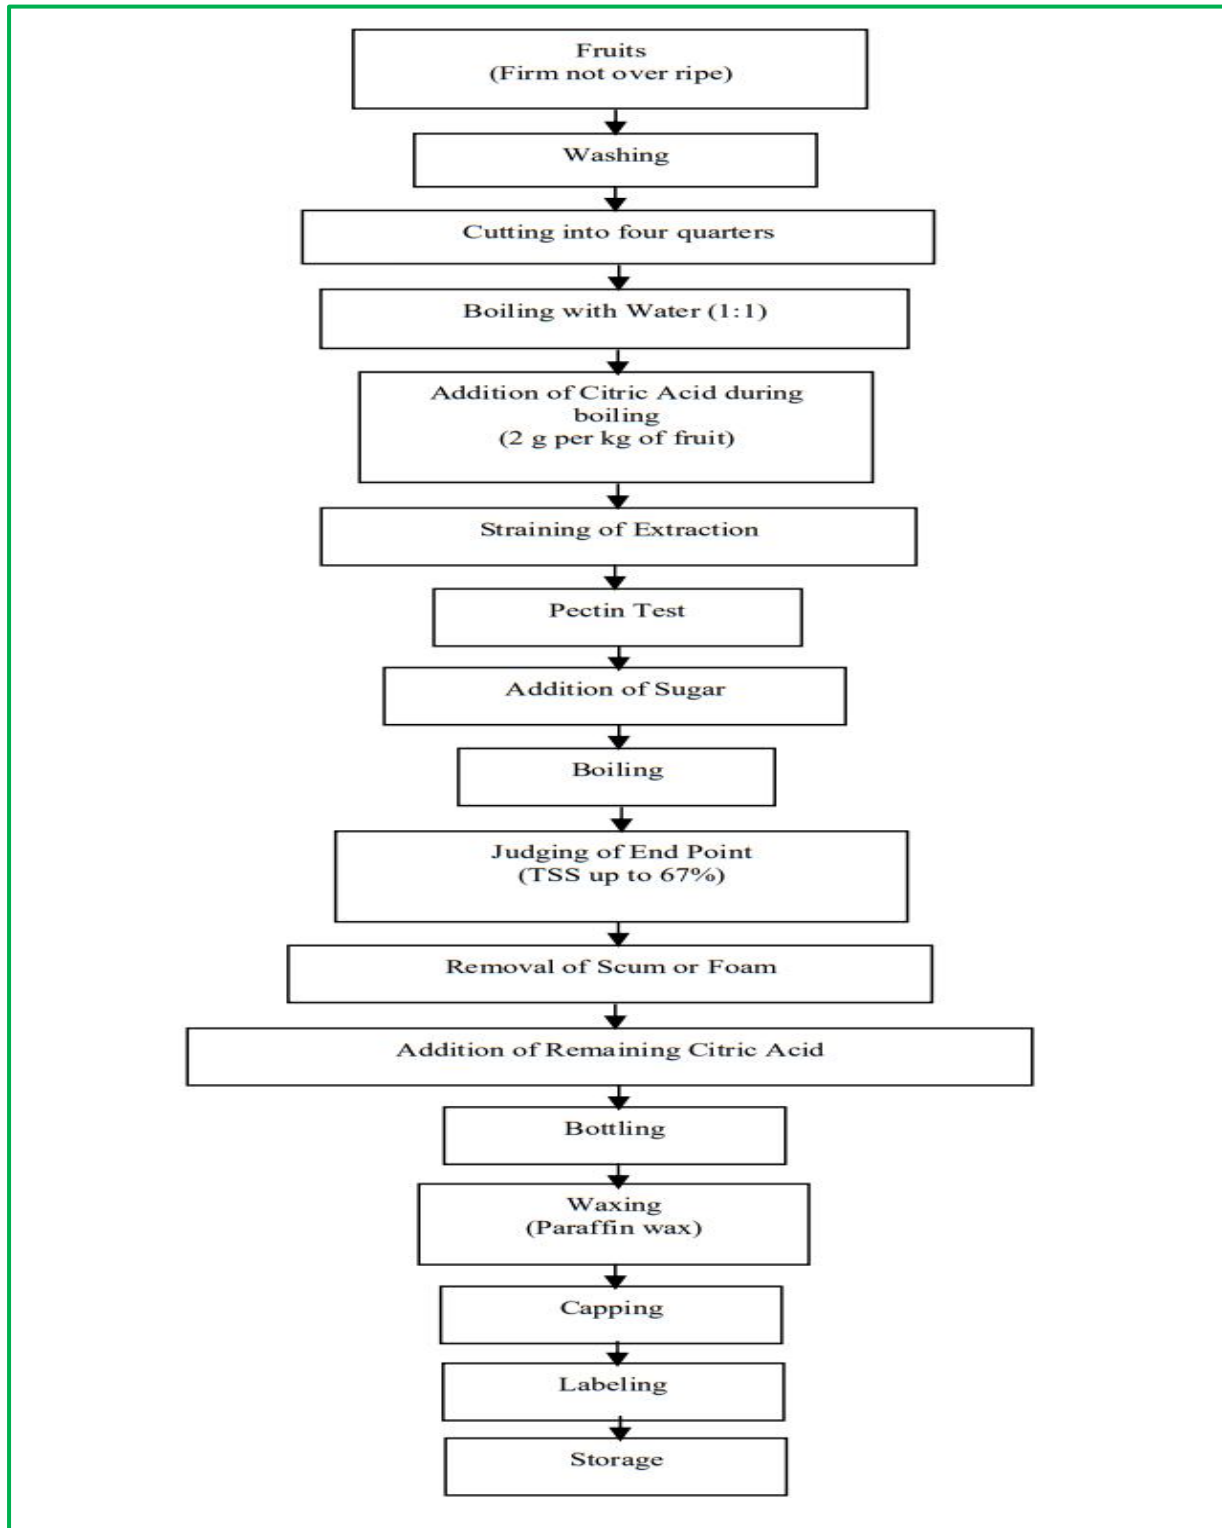 Fruits
(Firm not over ripe)
Washing
Cutting into four quarters
Boiling with Water (1:1)
Addition of Citric Acid during
boiling
(2 g per kg of fruit)
Straining of Extraction
Pectin Test
Addition of Sugar
Boiling
Judging of End Point
(TSS up to 67%)
Removal of Scum or Foam
Addition of Remaining Citric Acid
Bottling
Waxing
(Paraffin wax)
Capping
Labeling
Storage